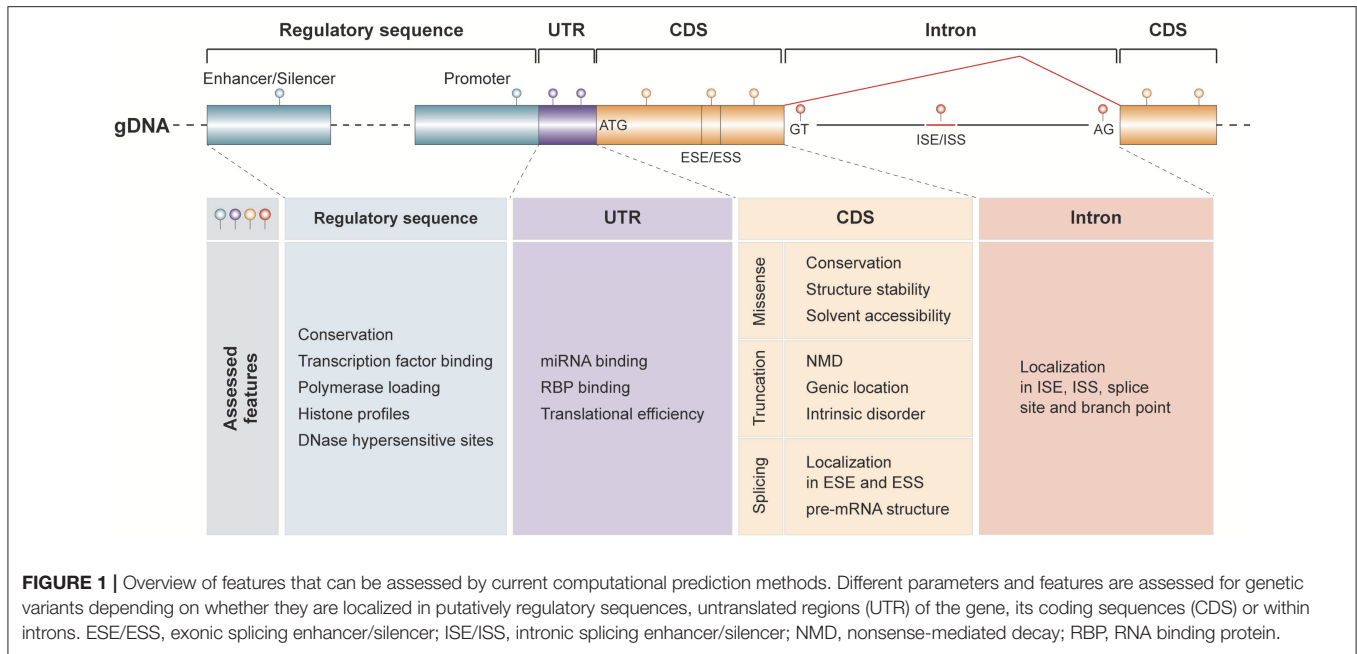 Regulatory sequence UTR CDS Intron CDS
Enhancer/Silencer Promoter
gDNA ATG GT ISE/ISS AG
ESE/ESS
Regulatory sequence UTR CDS Intron
Assessed features
Conservation
Transcription factor binding
Polymerase loading
Histone profiles
DNase hypersensitive sites
miRNA binding
RBP binding
Translational efficiency
Missense
Conservation
Structure stability
Solvent accessibility
Truncation
NMD
Genic location
Intrinsic disorder
Splicing
Localization
in ESE and ESS
pre-mRNA structure
Localization
in ISE, ISS, splice
site and branch point
FIGURE 1 | Overview of features that can be assessed by current computational prediction methods. Different parameters and features are assessed for genetic
variants depending on whether they are localized in putatively regulatory sequences, untranslated regions (UTR) of the gene, its coding sequences (CDS) or within
introns. ESE/ESS, exonic splicing enhancer/silencer; ISE/ISS, intronic splicing enhancer/silencer; NMD, nonsense-mediated decay; RBP, RNA binding protein.